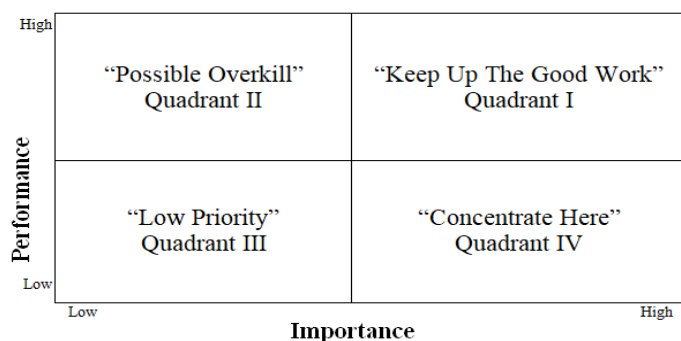 High
“Possible Overkill”
Quadrant II
“Keep Up The Good Work”
Quadrant I
Performance
“Low Priority”
Quadrant III
“Concentrate Here”
Quadrant IV
Low
Low
High
Importance